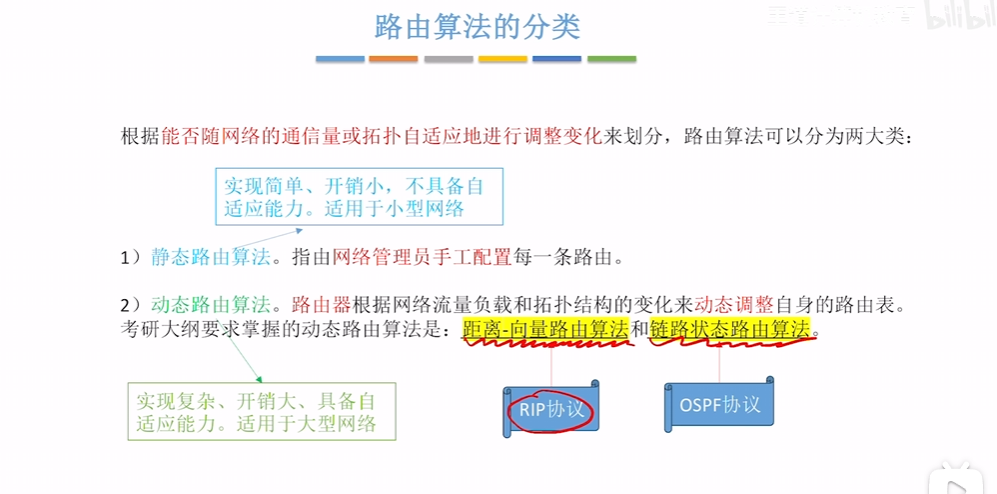 bilibili
路由算法的分类
根据能否随网络的通信量或拓扑自适应地进行调整变化来划分，路由算法可以分为两大类：
实现简单、开销小，不具备自
适应能力。适用于小型网络
1）静态路由算法。指由网络管理员手工配置每一条路由。
2）动态路由算法。路由器根据网络流量负载和拓扑结构的变化来动态调整自身的路由表。
考研大纲要求掌握的动态路由算法是：距离-向量路由算法和链路状态路由算法。
实现复杂、开销大、具备自
适应能力。适用于大型网络
RIP协议
OSPF协议